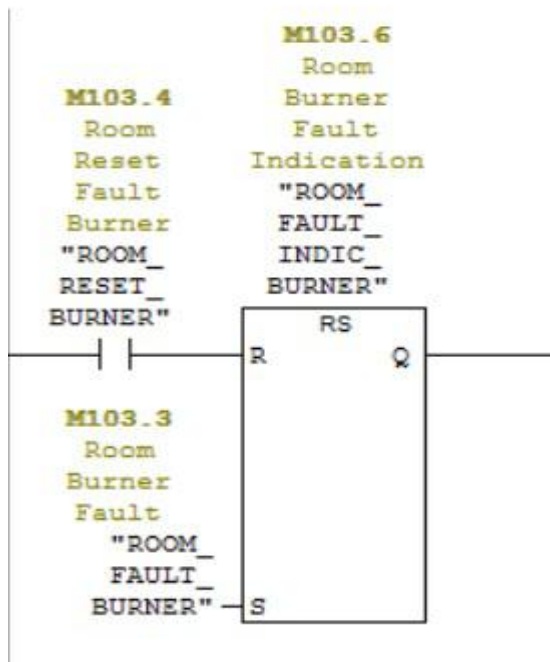 M103.6
Room
Burner
Fault
Indication
"ROOM_
FAULT_
INDIC_
BURNER"
M103.4
Room
Reset
Fault
Burner
"ROOM_
RESET_
BURNER"
RS
R Q
M103.3
Room
Burner
Fault
"ROOM_
FAULT_
BURNER"
S